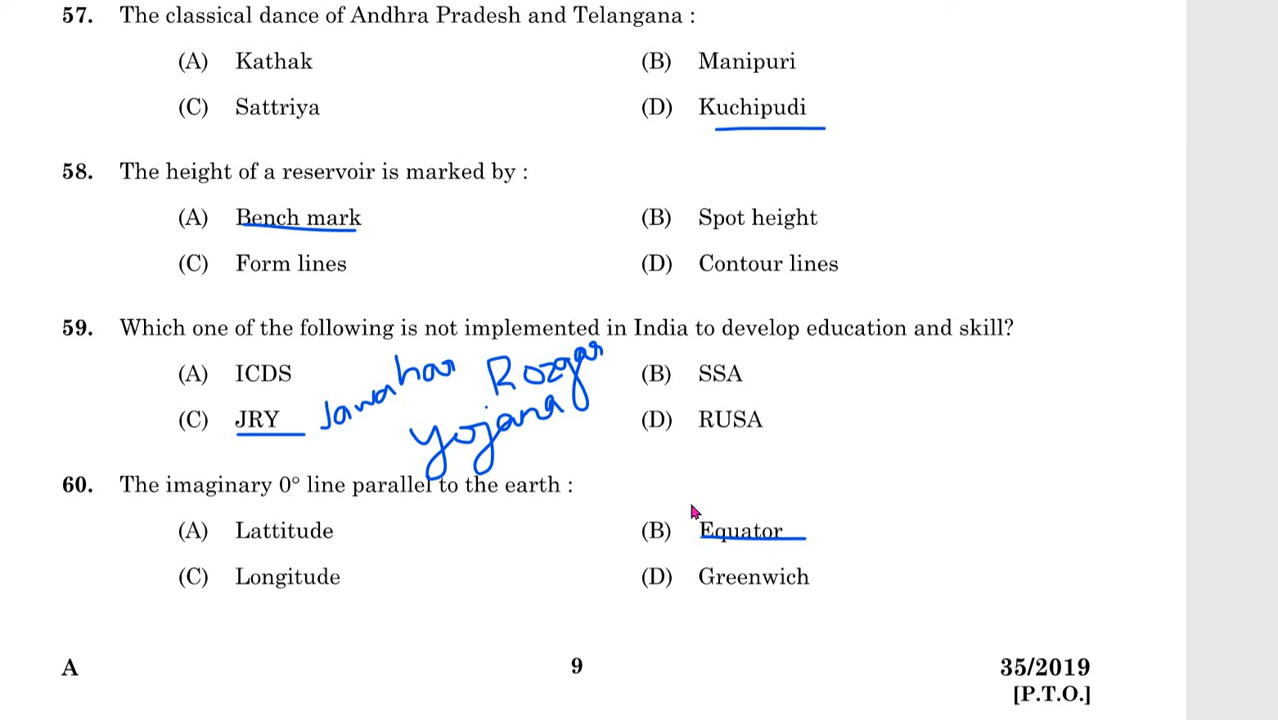 57. The classical dance of Andhra Pradesh and Telangana :
(A) Kathak (B) Manipuri
(C) Sattriya (D) Kuchipudi
58. The height of a reservoir is marked by :
(A) Bench mark (B) Spot height
(C) Form lines (D) Contour lines
59. Which one of the following is not implemented in India to develop education and skill?
(A) ICDS (B) SSA
Jawahar Rozgar
(C) JRY (D) RUSA
Yojana
60. The imaginary 0° line parallel to the earth :
(A) Lattitude (B) Equator
(C) Longitude (D) Greenwich
A 9 35/2019
[P.T.O.]